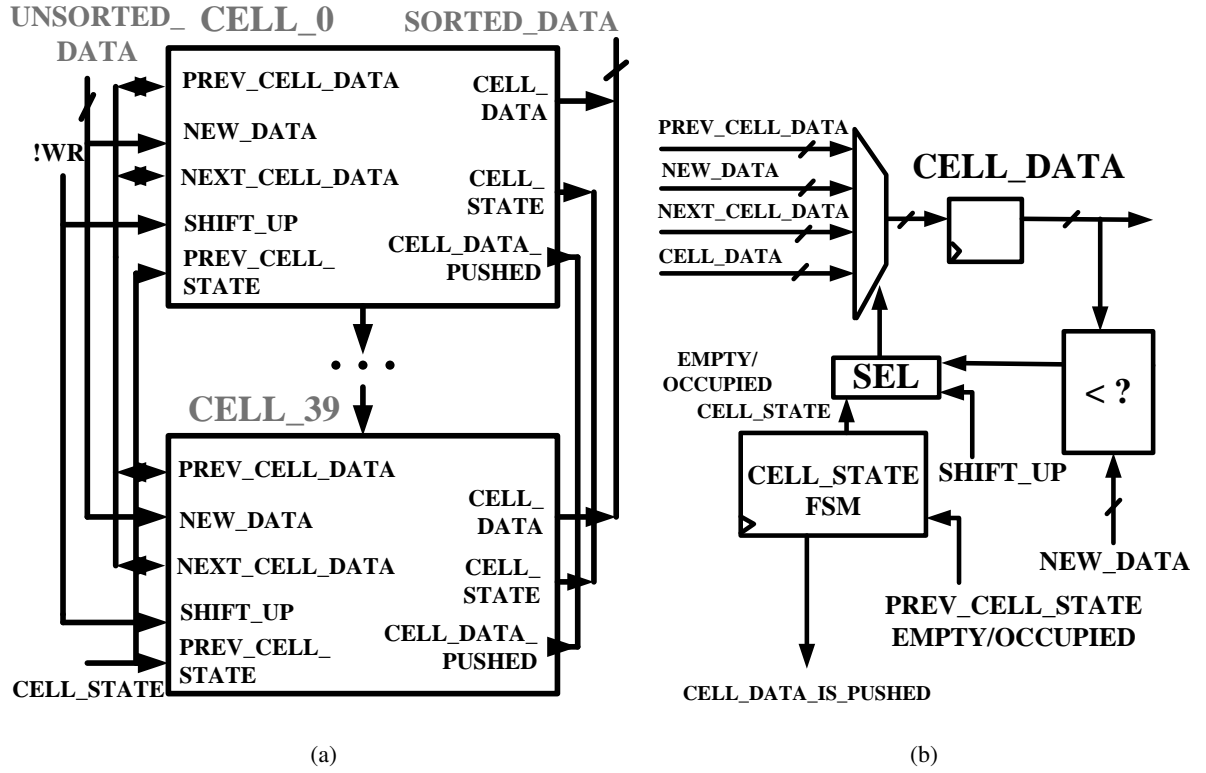 UNSORTED_
DATA
CELL_0
SORTED_DATA
!WR
PREV_CELL_DATA
NEW_DATA
NEXT_CELL_DATA
SHIFT_UP
PREV_CELL_
STATE
CELL_
DATA
CELL_
STATE
CELL_DATA_
PUSHED
CELL_39
PREV_CELL_DATA
NEW_DATA
NEXT_CELL_DATA
SHIFT_UP
PREV_CELL_
STATE
CELL_
DATA
CELL_
STATE
CELL_DATA_
PUSHED
CELL_STATE
(a)
PREV_CELL_DATA
NEW_DATA
NEXT_CELL_DATA
CELL_DATA
CELL_DATA
EMPTY/
OCCUPIED
CELL_STATE
SEL
< ?
SHIFT_UP
CELL_STATE
FSM
NEW_DATA
PREV_CELL_STATE
EMPTY/OCCUPIED
CELL_DATA_IS_PUSHED
(b)